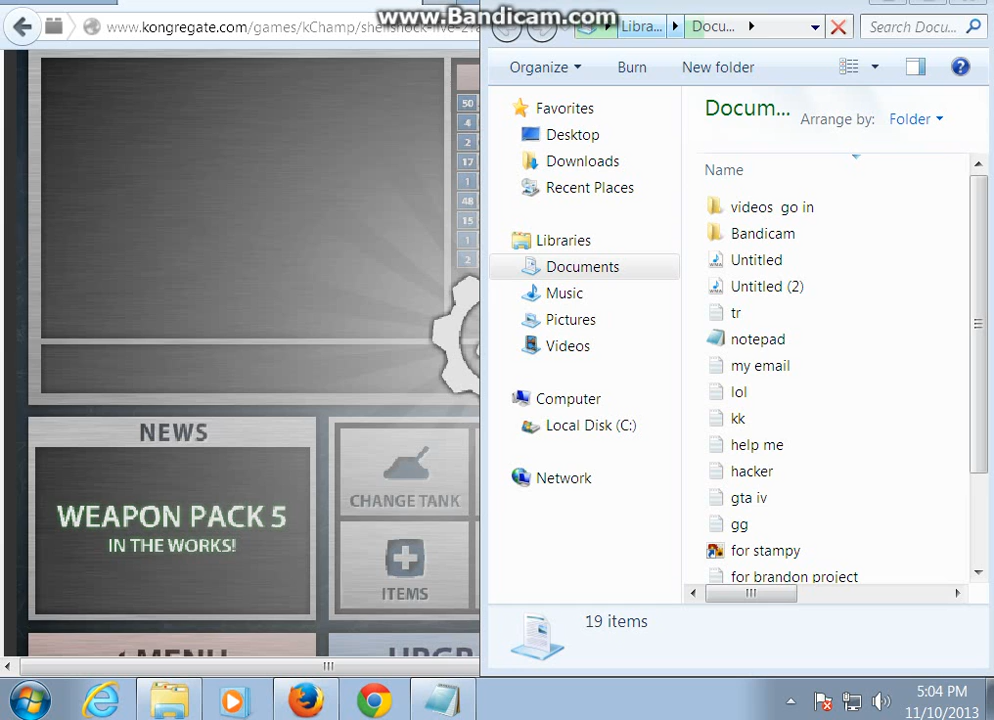 www.Bandicam.com
www.kongregate.com/games/kChamp/shellshock-live-2?a
Libra...
Docu...
Search Docu...
Organize
Burn
New folder
Docum...
Arrange by:
Folder
Name
Favorites
Desktop
Downloads
Recent Places
Libraries
Documents
Music
Pictures
Videos
Computer
Local Disk (C:)
Network
videos go in
Bandicam
Untitled
Untitled (2)
tr
notepad
my email
lol
kk
help me
hacker
gta iv
gg
for stampy
for brandon project
19 items
50
4
2
17
1
48
15
1
2
NEWS
WEAPON PACK 5
IN THE WORKS!
CHANGE TANK
ITEMS
MENU
5:04 PM
11/10/2013